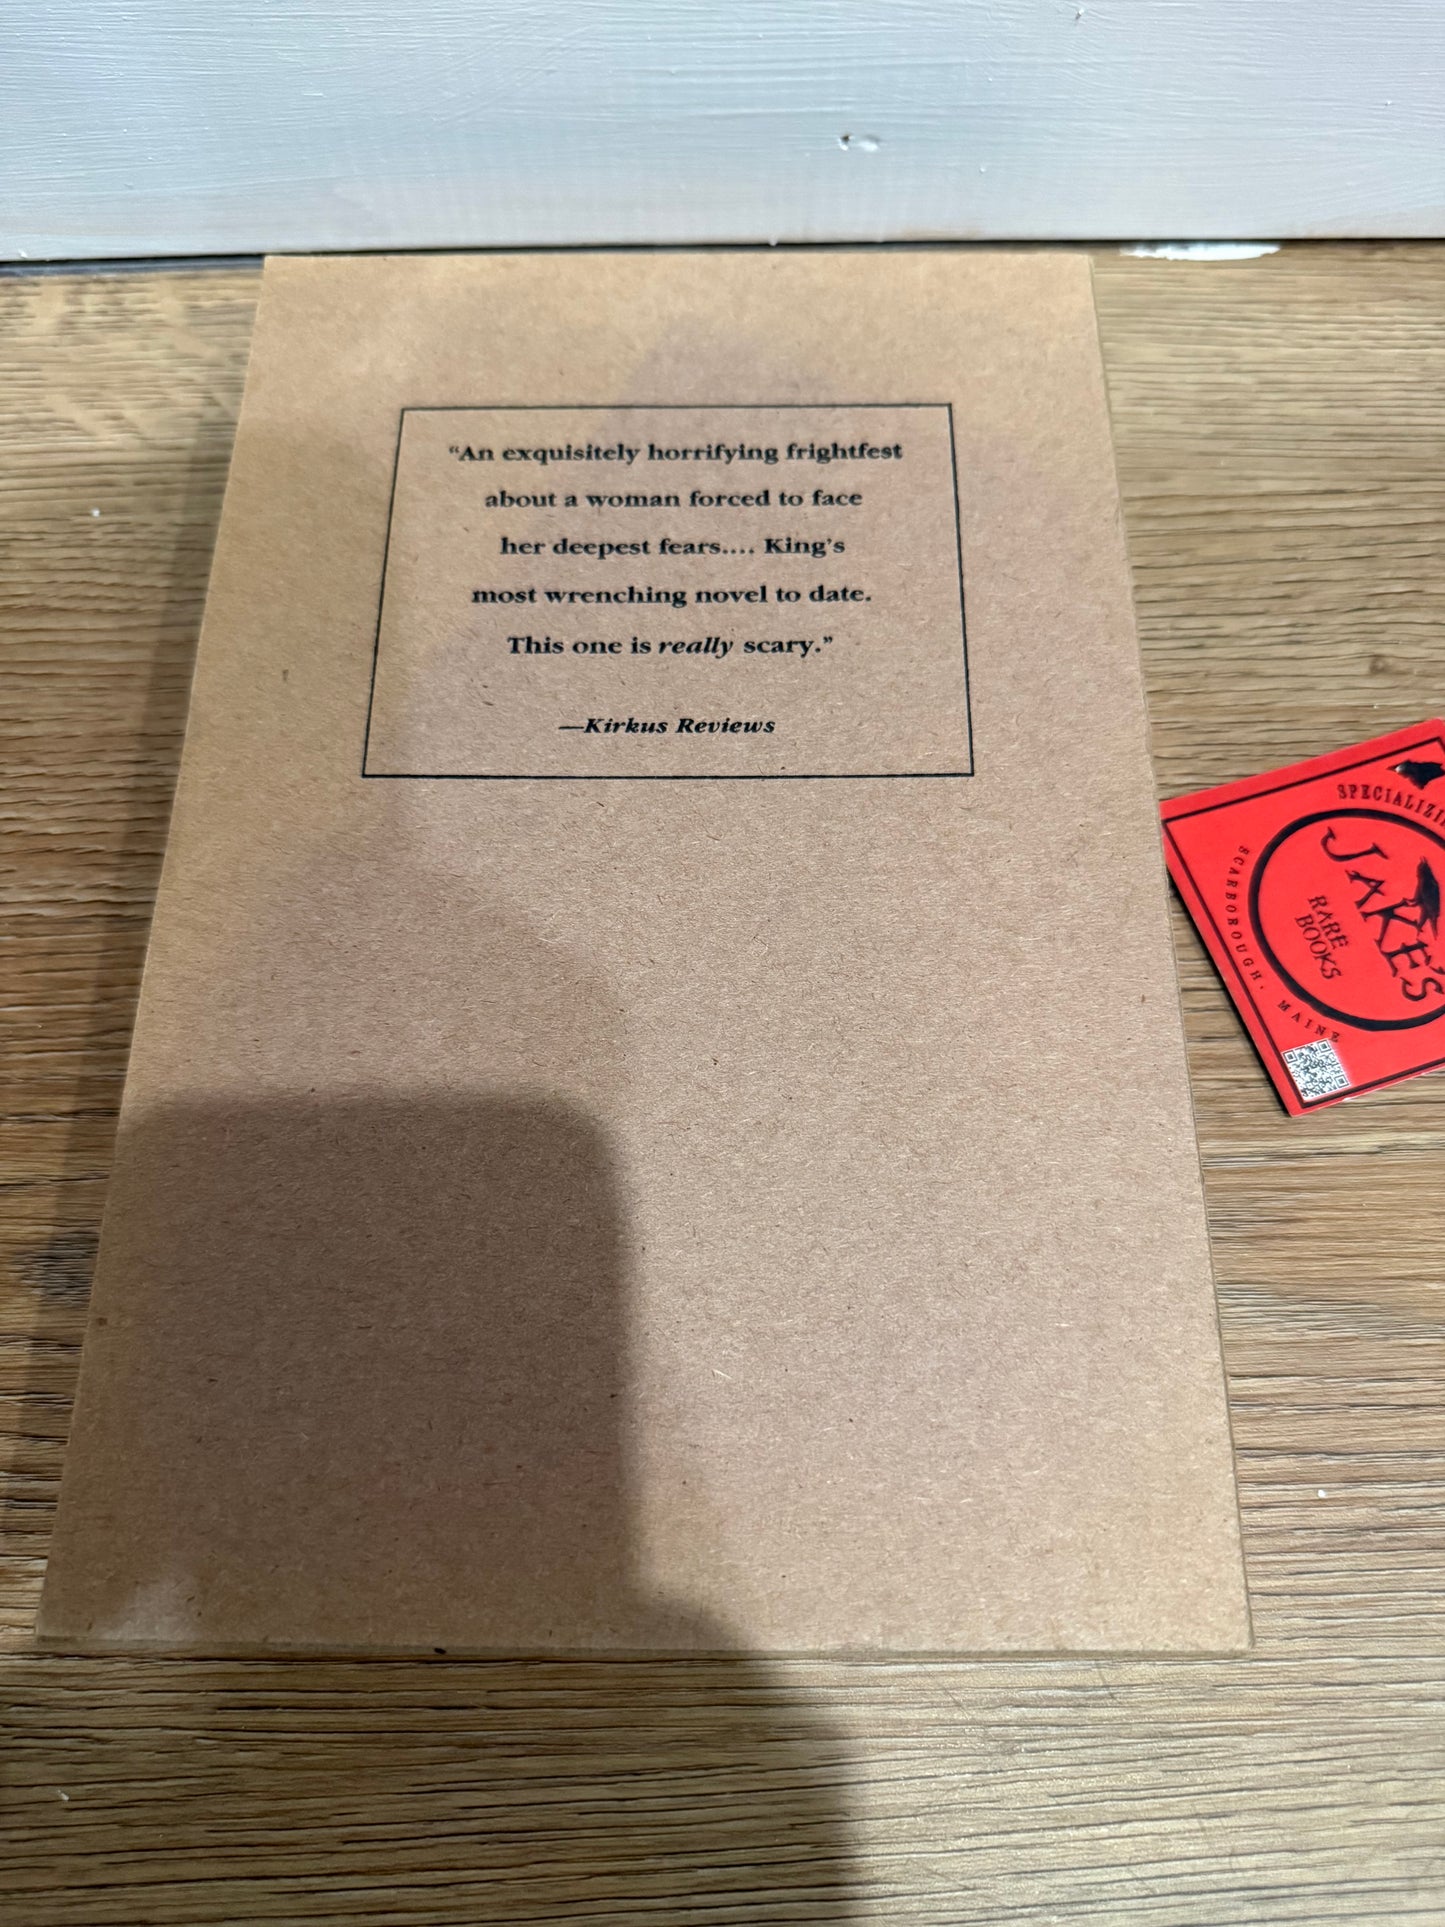 “An exquisitely horrifying frightfest
about a woman forced to face
her deepest fears.... King’s
most wrenching novel to date.
This one is really scary.”
—Kirkus Reviews
JAKE’S
RARE
BOOKS
SCARBOROUGH, MAINE